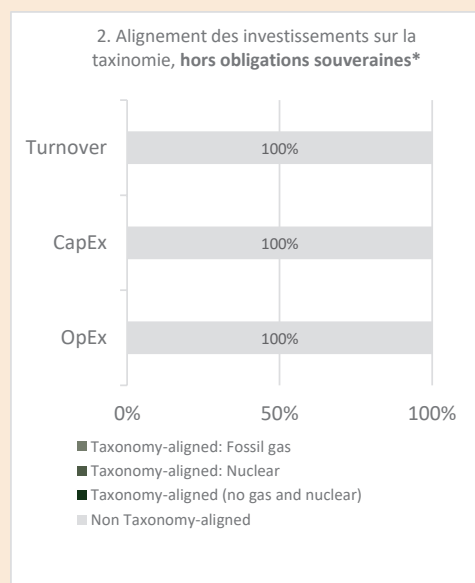 2. Alignement des investissements sur la
taxinomie, hors obligations souveraines*
Turnover
100%
CapEx
100%
OpEx
100%
0%
50%
100%
Taxonomy-aligned: Fossil gas
Taxonomy-aligned: Nuclear
Taxonomy-aligned (no gas and nuclear)
Non Taxonomy-aligned